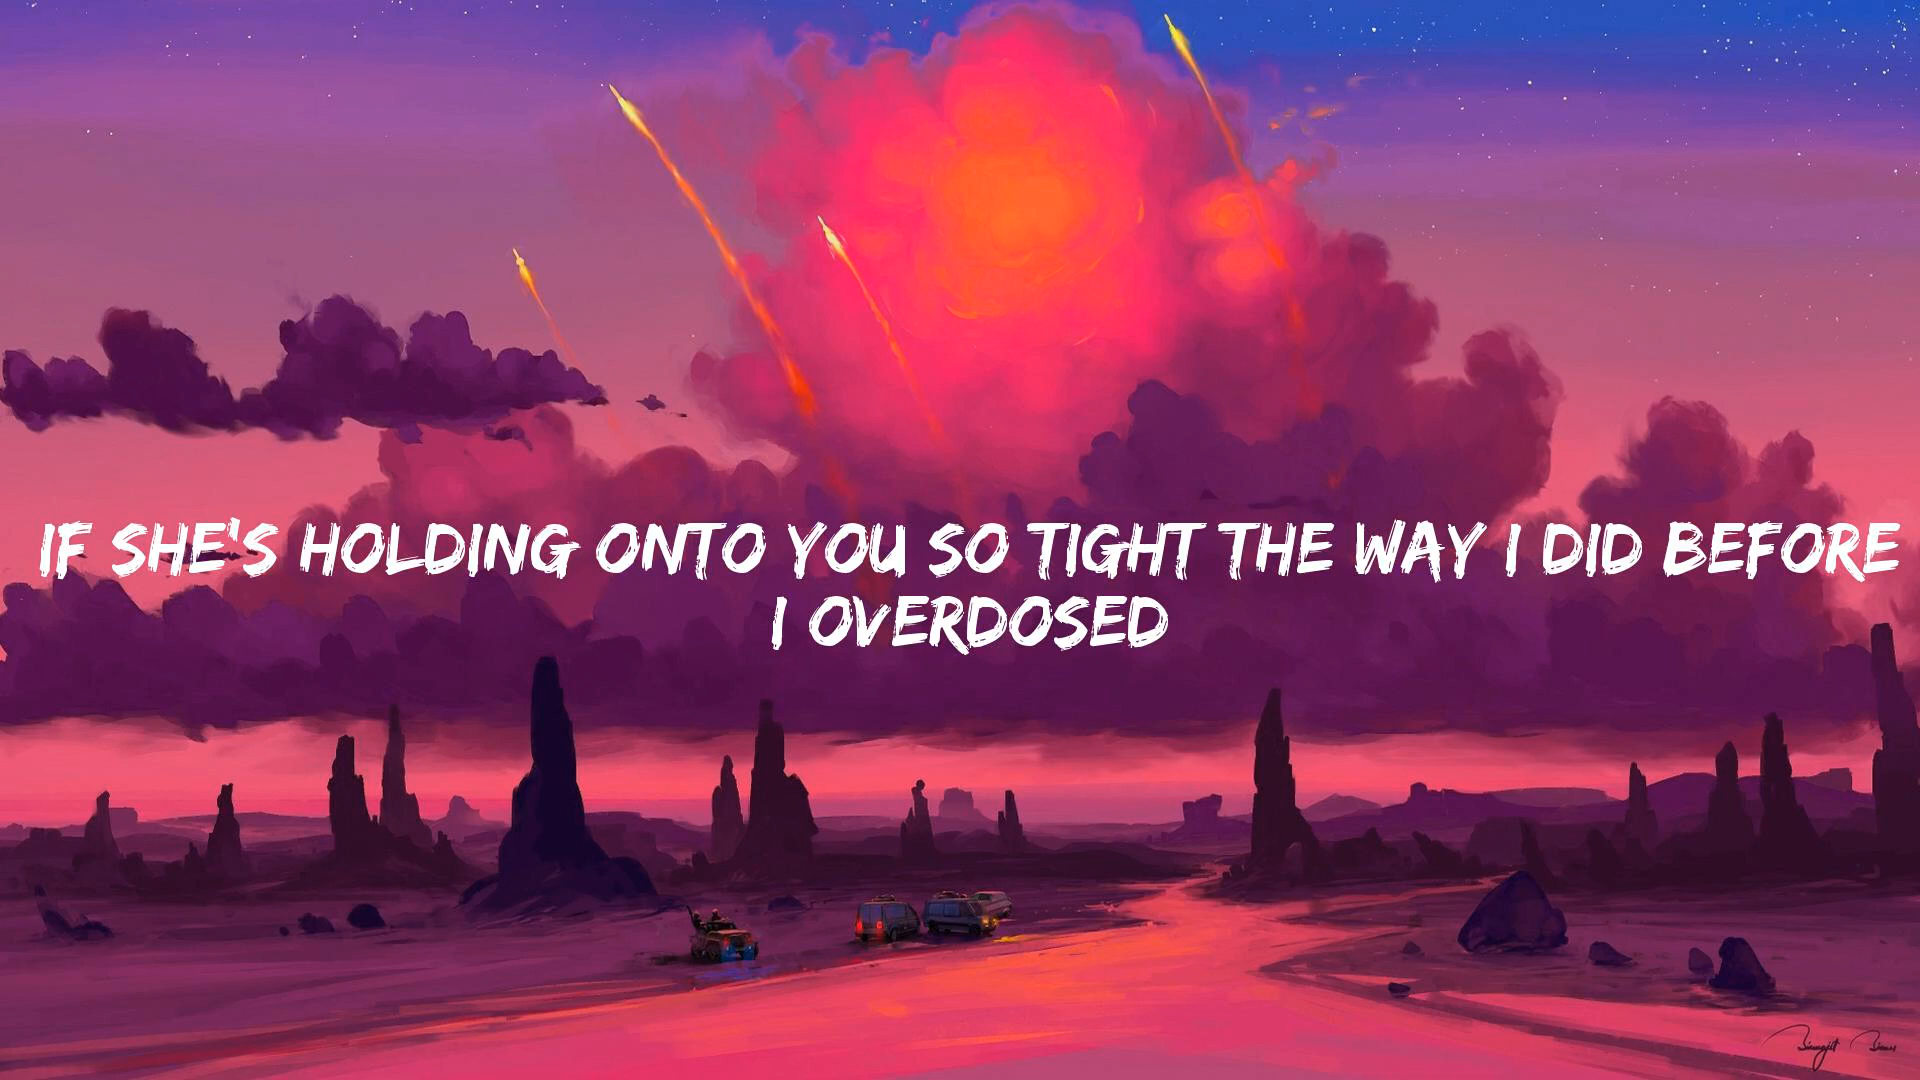 IF SHE'S HOLDING ONTO YOU SO TIGHT THE WAY I DID BEFORE
I OVERDOSED